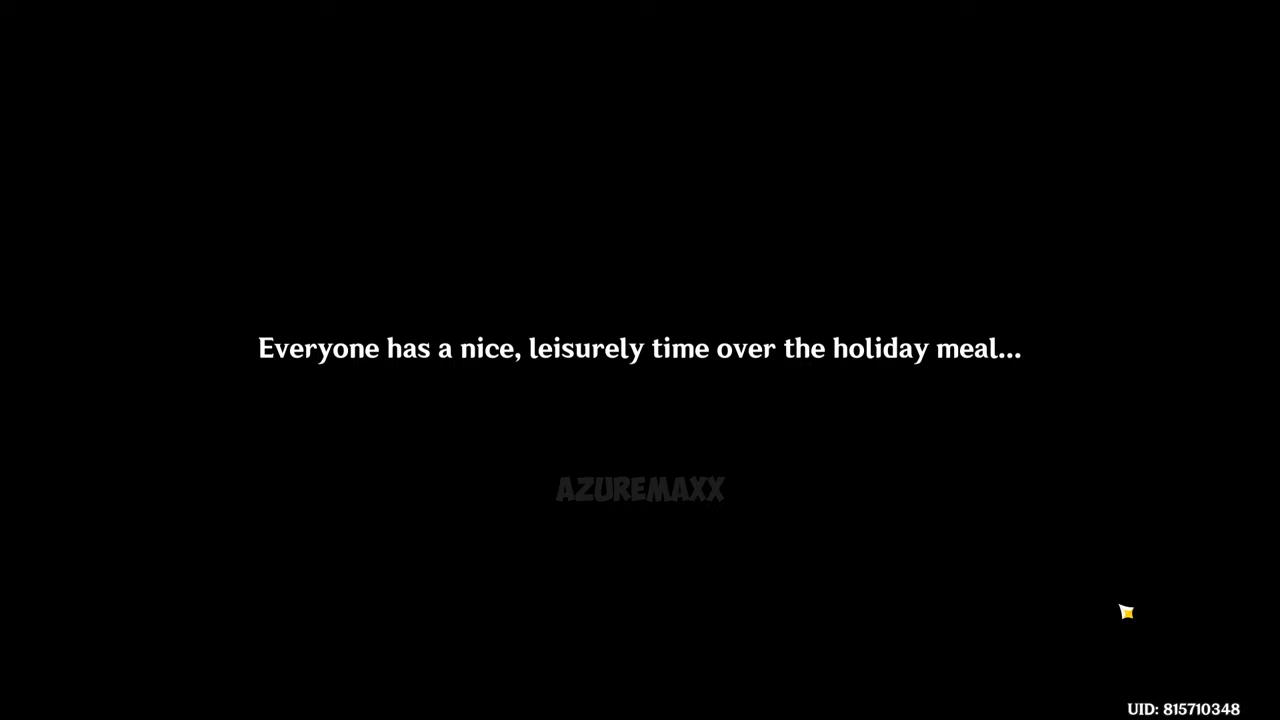 Everyone has a nice, leisurely time over the holiday meal...
AZUREMAXX
UID: 815710348